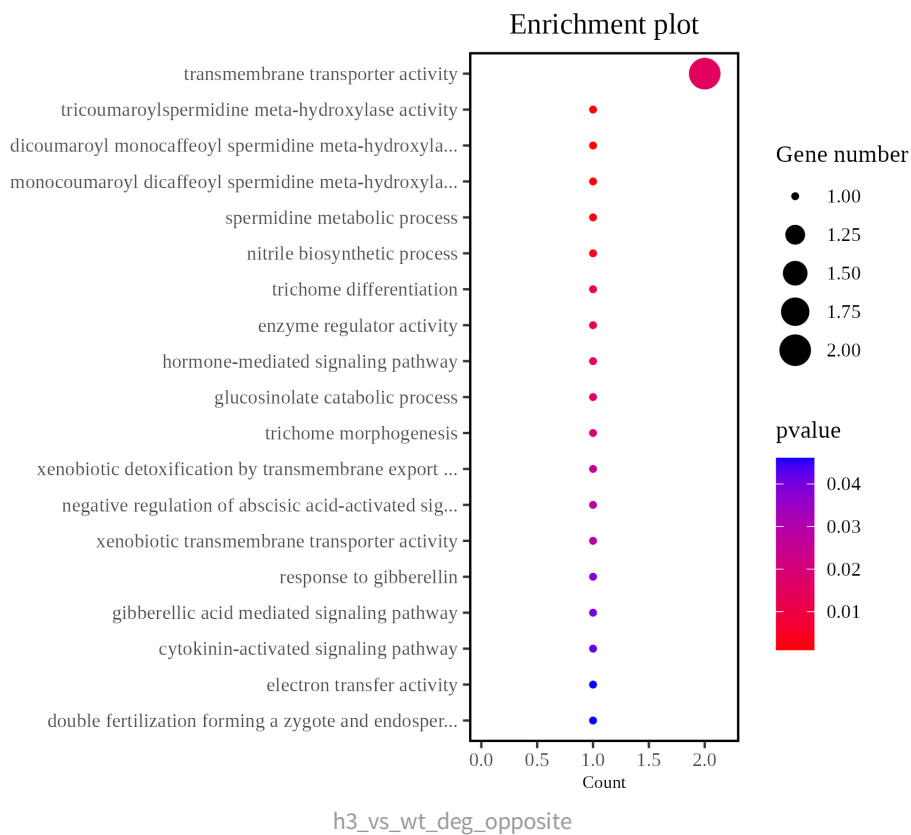 Enrichment plot
transmembrane transporter activity
tricoumaroylspermidine meta-hydroxylase activity
dicoumaroyl monocaffeoyl spermidine meta-hydroxyla...
monocoumaroyl dicaffeoyl spermidine meta-hydroxyla...
spermidine metabolic process
nitrile biosynthetic process
trichome differentiation
enzyme regulator activity
hormone-mediated signaling pathway
glucosinolate catabolic process
trichome morphogenesis
xenobiotic detoxification by transmembrane export ...
negative regulation of abscisic acid-activated sig...
xenobiotic transmembrane transporter activity
response to gibberellin
gibberellic acid mediated signaling pathway
cytokinin-activated signaling pathway
electron transfer activity
double fertilization forming a zygote and endosper...
0.0 0.5 1.0 1.5 2.0
Count
Gene number
1.00
1.25
1.50
1.75
2.00
pvalue
0.04
0.03
0.02
0.01
h3_vs_wt_deg_opposite